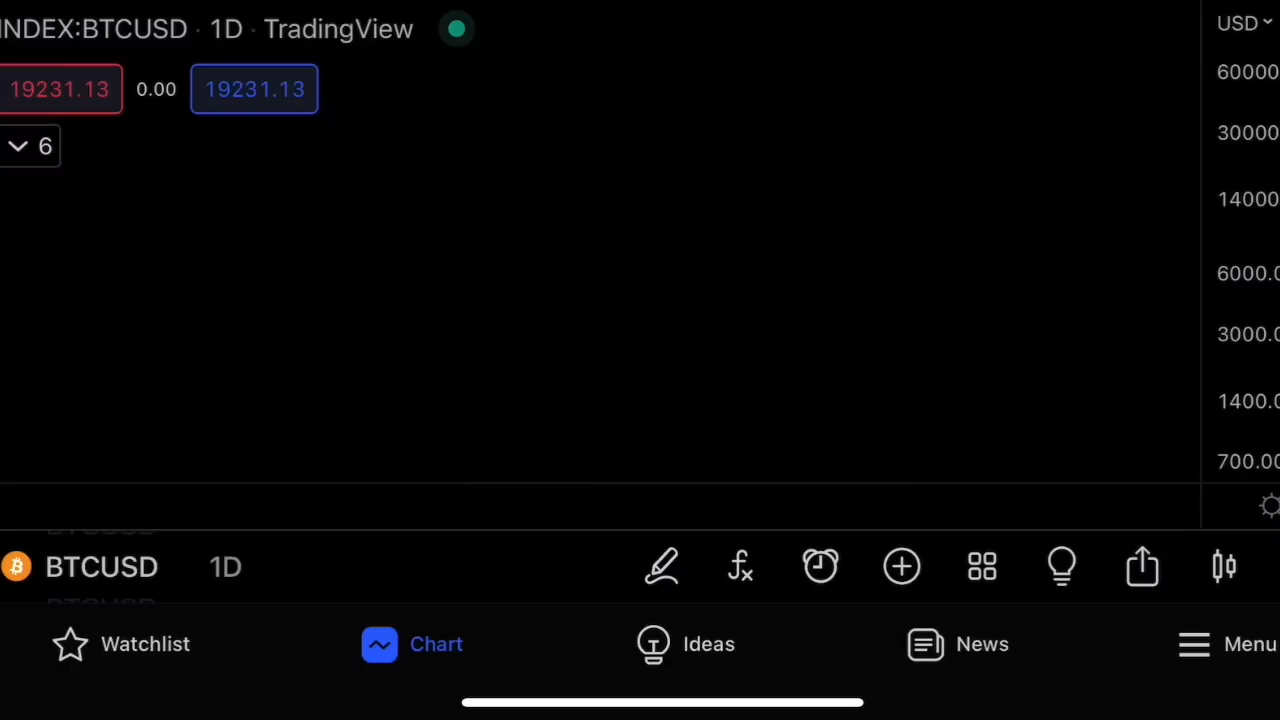 INDEX:BTCUSD · 1D · TradingView
USD
19231.13 0.00 19231.13
6
60000
30000
14000
6000.0
3000.0
1400.0
700.00
BTCUSD 1D
Watchlist Chart Ideas News Menu